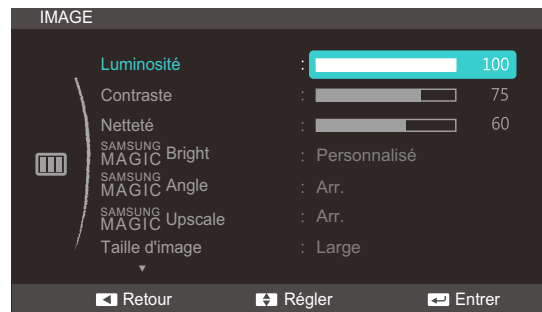 IMAGE
Luminosité : 100
Contraste : 75
Netteté : 60
SAMSUNG MAGIC Bright : Personnalisé
SAMSUNG MAGIC Angle : Arr.
SAMSUNG MAGIC Upscale : Arr.
Taille d'image : Large
Retour Régler Entrer